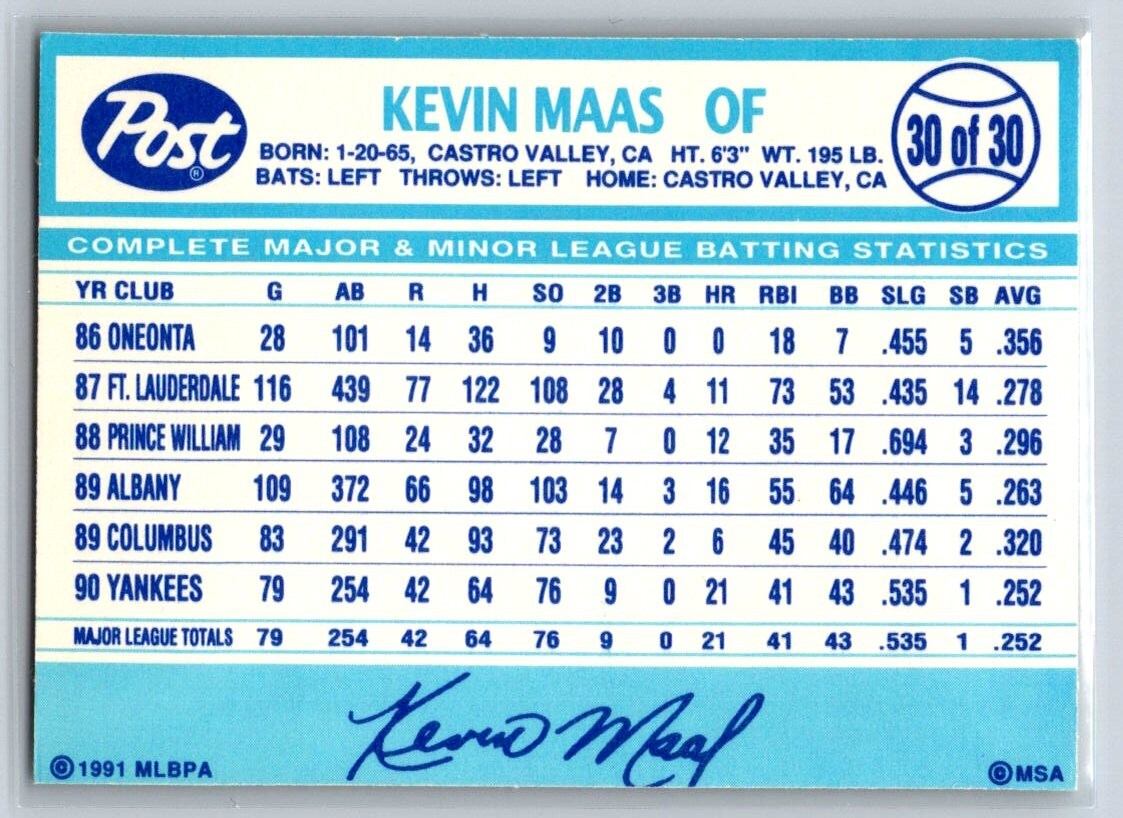 Post®
KEVIN MAAS OF
30 of 30
BORN: 1-20-65, CASTRO VALLEY, CA HT. 6'3" WT. 195 LB.
BATS: LEFT THROWS: LEFT HOME: CASTRO VALLEY, CA
COMPLETE MAJOR & MINOR LEAGUE BATTING STATISTICS
YR CLUB G AB R H SO 2B 3B HR RBI BB SLG SB AVG
86 ONEONTA 28 101 14 36 9 10 0 0 18 7 .455 5 .356
87 FT. LAUDERDALE 116 439 77 122 108 28 4 11 73 53 .435 14 .278
88 PRINCE WILLIAM 29 108 24 32 28 7 0 12 35 17 .694 3 .296
89 ALBANY 109 372 66 98 103 14 3 16 55 64 .446 5 .263
89 COLUMBUS 83 291 42 93 73 23 2 6 45 40 .474 2 .320
90 YANKEES 79 254 42 64 76 9 0 21 41 43 .535 1 .252
MAJOR LEAGUE TOTALS 79 254 42 64 76 9 0 21 41 43 .535 1 .252
Kevin Maas
© 1991 MLBPA
© MSA